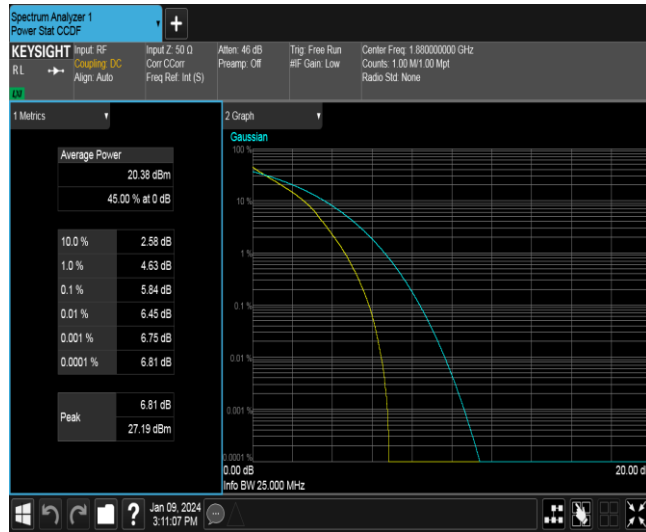 Spectrum Analyzer 1
Power Stat CCDF
+
KEYSIGHT
R L
LXI
Input: RF
Coupling: DC
Align: Auto
Input Z: 50 Ω
Corr CCorr
Freq Ref: Int (S)
Atten: 46 dB
Preamp: Off
Trig: Free Run
#IF Gain: Low
Center Freq: 1.880000000 GHz
Counts: 1.00 M/1.00 Mpt
Radio Std: None
1 Metrics
Average Power
20.38 dBm
45.00 % at 0 dB
10.0 % 2.58 dB
1.0 % 4.63 dB
0.1 % 5.84 dB
0.01 % 6.45 dB
0.001 % 6.75 dB
0.0001 % 6.81 dB
Peak
6.81 dB
27.19 dBm
2 Graph
Gaussian
100 %
10 %
1 %
0.1 %
0.01 %
0.001 %
0.0001 %
0.00 dB
20.00 d
Info BW 25.000 MHz
?
Jan 09, 2024
3:11:07 PM